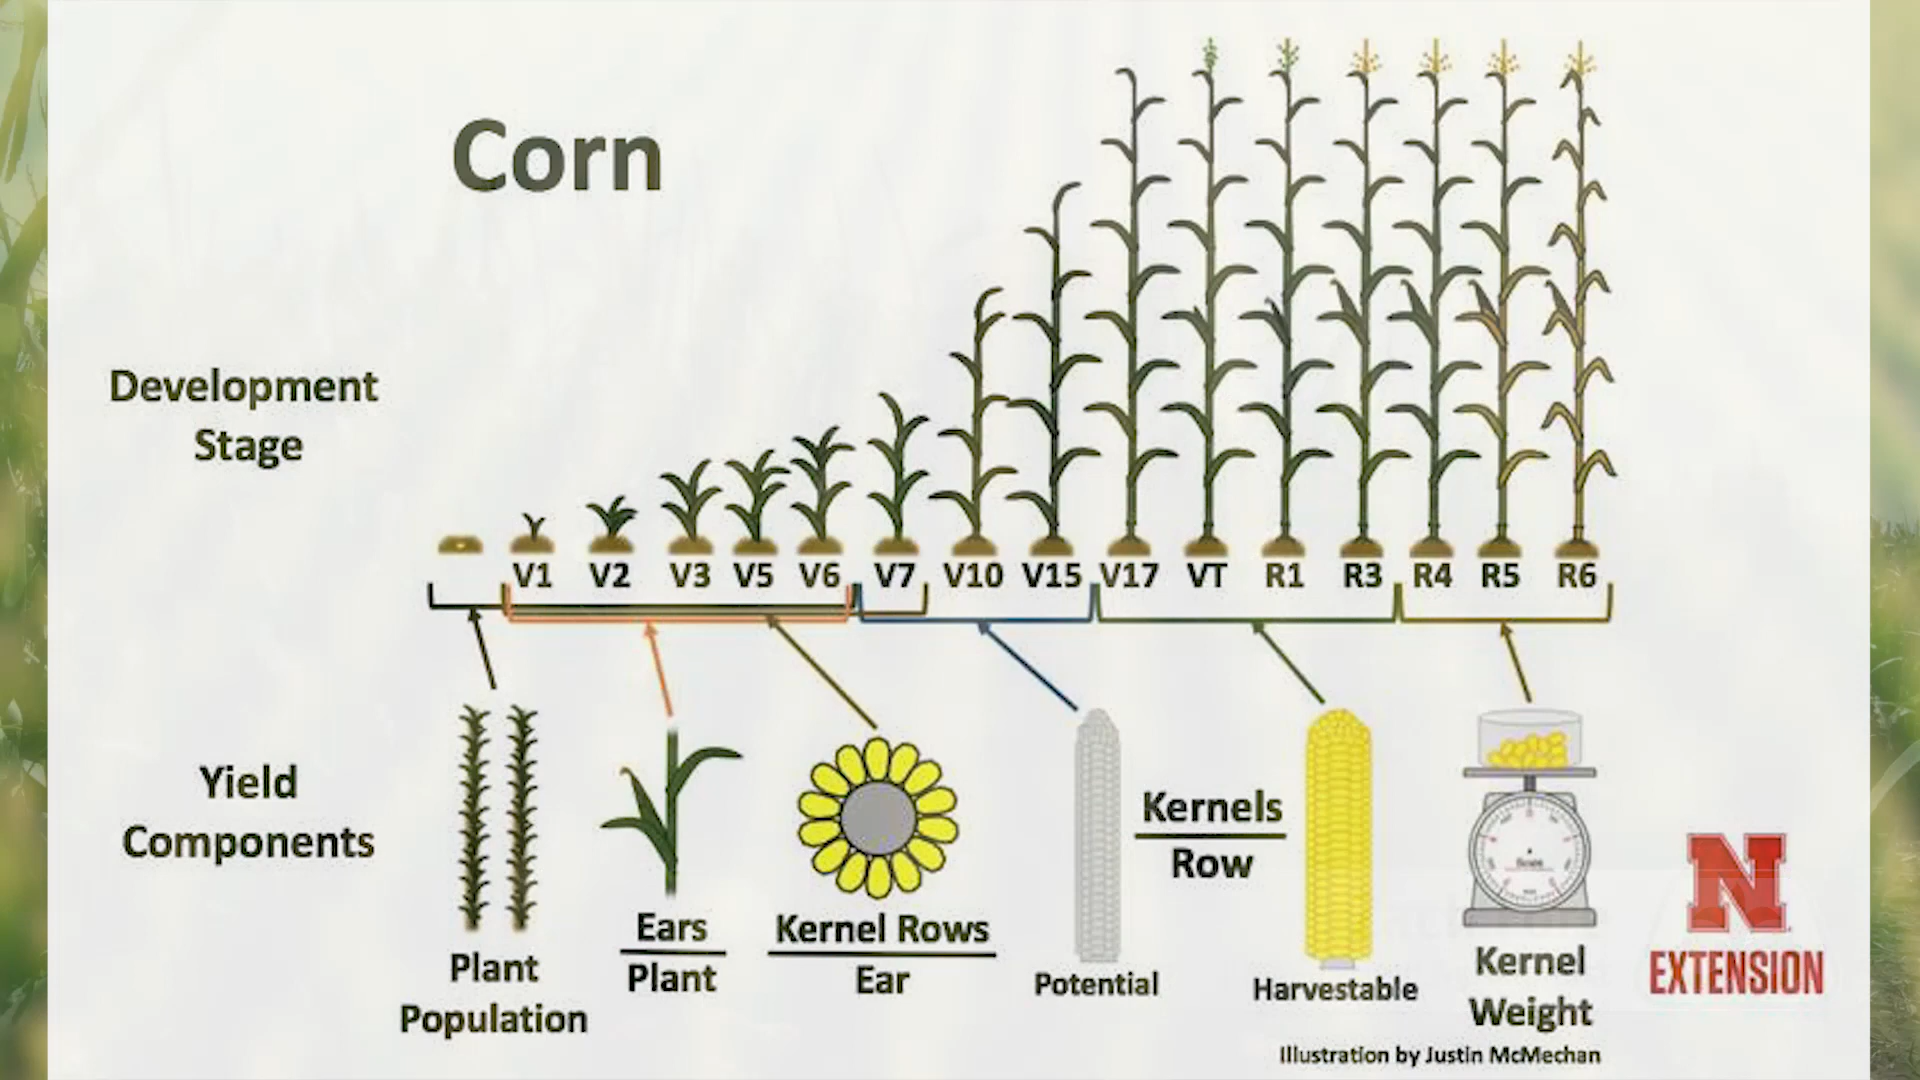 Corn
Development
Stage
V1 V2 V3 V5 V6 V7 V10 V15 V17 VT R1 R3 R4 R5 R6
Yield
Components
Plant
Population
Ears
Plant
Kernel Rows
Ear
Potential
Kernels
Row
Harvestable
Kernel
Weight
N
EXTENSION
Illustration by Justin McMechan